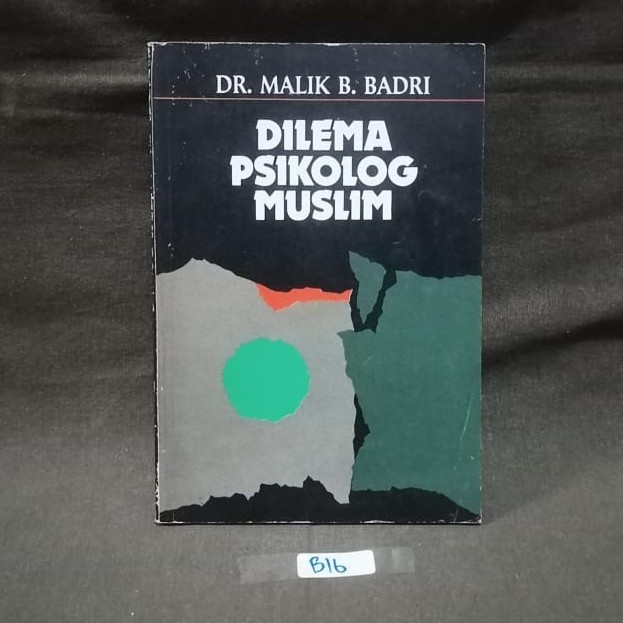 DR. MALIK B. BADRI
DILEMA
PSIKOLOG
MUSLIM
B16